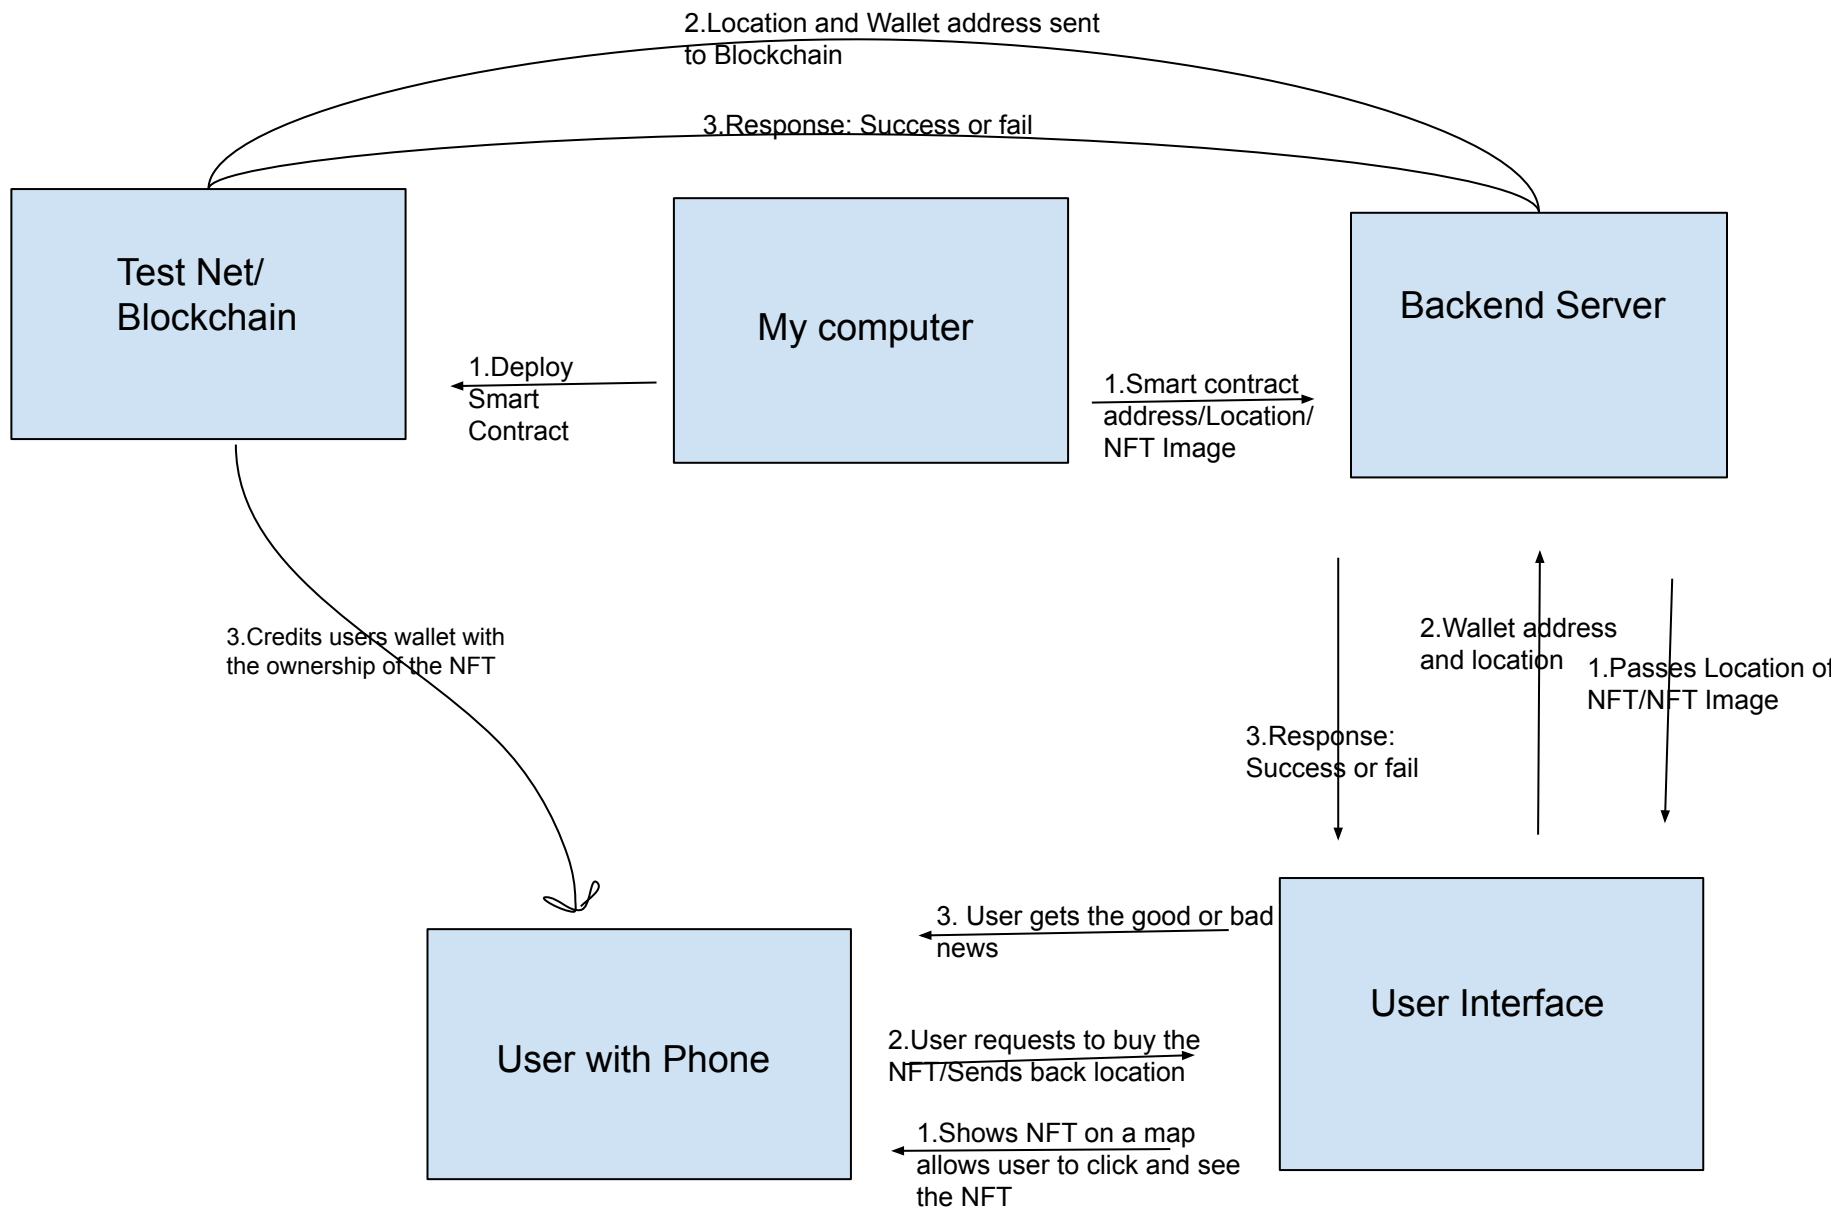 2.Location and Wallet address sent
to Blockchain
3.Response: Success or fail
Test Net/
Blockchain
My computer
Backend Server
1.Deploy
Smart
Contract
1.Smart contract
address/Location/
NFT Image
3.Credits users wallet with
the ownership of the NFT
2.Wallet address
and location
1.Passes Location of
NFT/NFT Image
3.Response:
Success or fail
3. User gets the good or bad
news
User Interface
User with Phone
2.User requests to buy the
NFT/Sends back location
1.Shows NFT on a map
allows user to click and see
the NFT